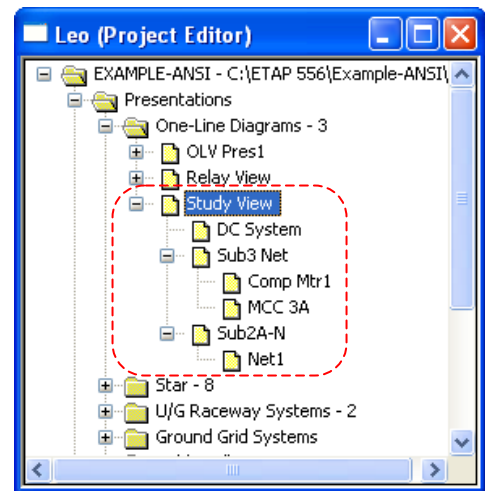 Leo (Project Editor)
EXAMPLE-ANSI - C:\ETAP 556\Example-ANSI\
Presentations
One-Line Diagrams - 3
OLV Pres1
Relay View
Study View
DC System
Sub3 Net
Comp Mtr1
MCC 3A
Sub2A-N
Net1
Star - 8
U/G Raceway Systems - 2
Ground Grid Systems